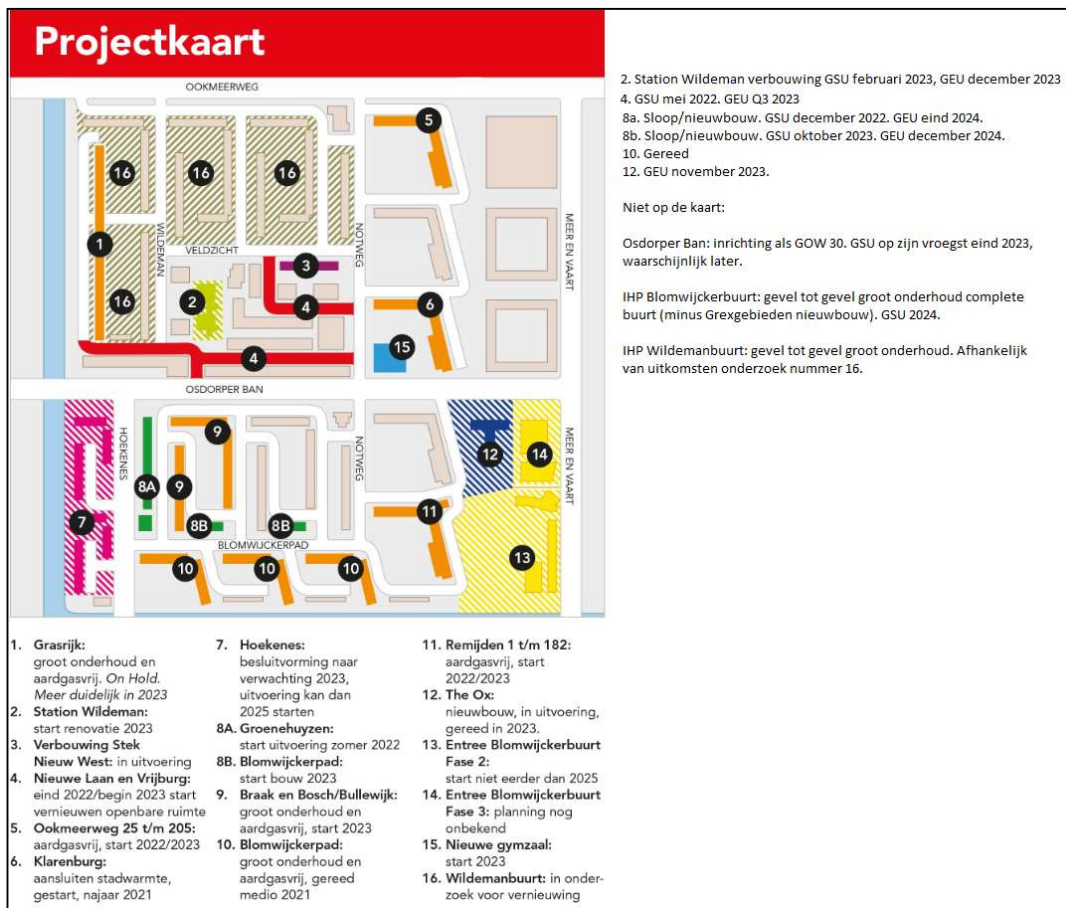 Projectkaart
OOKMEERWEG
5
16
16
16
WILDEMAN
NOTWEG
MEER EN VAART
1
VELDZICHT
3
2
4
6
16
15
4
OSDORPER BAN
HOEKENES
9
NOTWEG
12
14
MEER EN VAART
8A
9
11
7
8B
8B
BLOMWIJCKERPAD
13
10
10
10
2. Station Wildeman verbouwing GSU februari 2023, GEU december 2023
4. GSU mei 2022. GEU Q3 2023
8a. Sloop/nieuwbouw. GSU december 2022. GEU eind 2024.
8b. Sloop/nieuwbouw. GSU oktober 2023. GEU december 2024.
10. Gereed
12. GEU november 2023.
Niet op de kaart:
Osdorper Ban: inrichting als GOW 30. GSU op zijn vroegst eind 2023,
waarschijnlijk later.
IHP Blomwijckerbuurt: gevel tot gevel groot onderhoud complete
buurt (minus Grexgebieden nieuwbouw). GSU 2024.
IHP Wildemanbuurt: gevel tot gevel groot onderhoud. Afhankelijk
van uitkomsten onderzoek nummer 16.
1. Grasrijk:
groot onderhoud en
aardgasvrij. On Hold.
Meer duidelijk in 2023
2. Station Wildeman:
start renovatie 2023
3. Verbouwing Stek
Nieuw West: in uitvoering
4. Nieuwe Laan en Vrijburg:
eind 2022/begin 2023 start
vernieuwen openbare ruimte
5. Ookmeerweg 25 t/m 205:
aardgasvrij, start 2022/2023
6. Klarenburg:
aansluiten stadwarmte,
gestart, najaar 2021
7. Hoekenes:
besluitvorming naar
verwachting 2023,
uitvoering kan dan
2025 starten
8A. Groenehuyzen:
start uitvoering zomer 2022
8B. Blomwijckerpad:
start bouw 2023
9. Braak en Bosch/Bullewijk:
groot onderhoud en
aardgasvrij, start 2023
10. Blomwijckerpad:
groot onderhoud en
aardgasvrij, gereed
medio 2021
11. Remijden 1 t/m 182:
aardgasvrij, start
2022/2023
12. The Ox:
nieuwbouw, in uitvoering,
gereed in 2023.
13. Entree Blomwijckerbuurt
Fase 2:
start niet eerder dan 2025
14. Entree Blomwijckerbuurt
Fase 3: planning nog
onbekend
15. Nieuwe gymzaal:
start 2023
16. Wildemanbuurt: in onder-
zoek voor vernieuwing